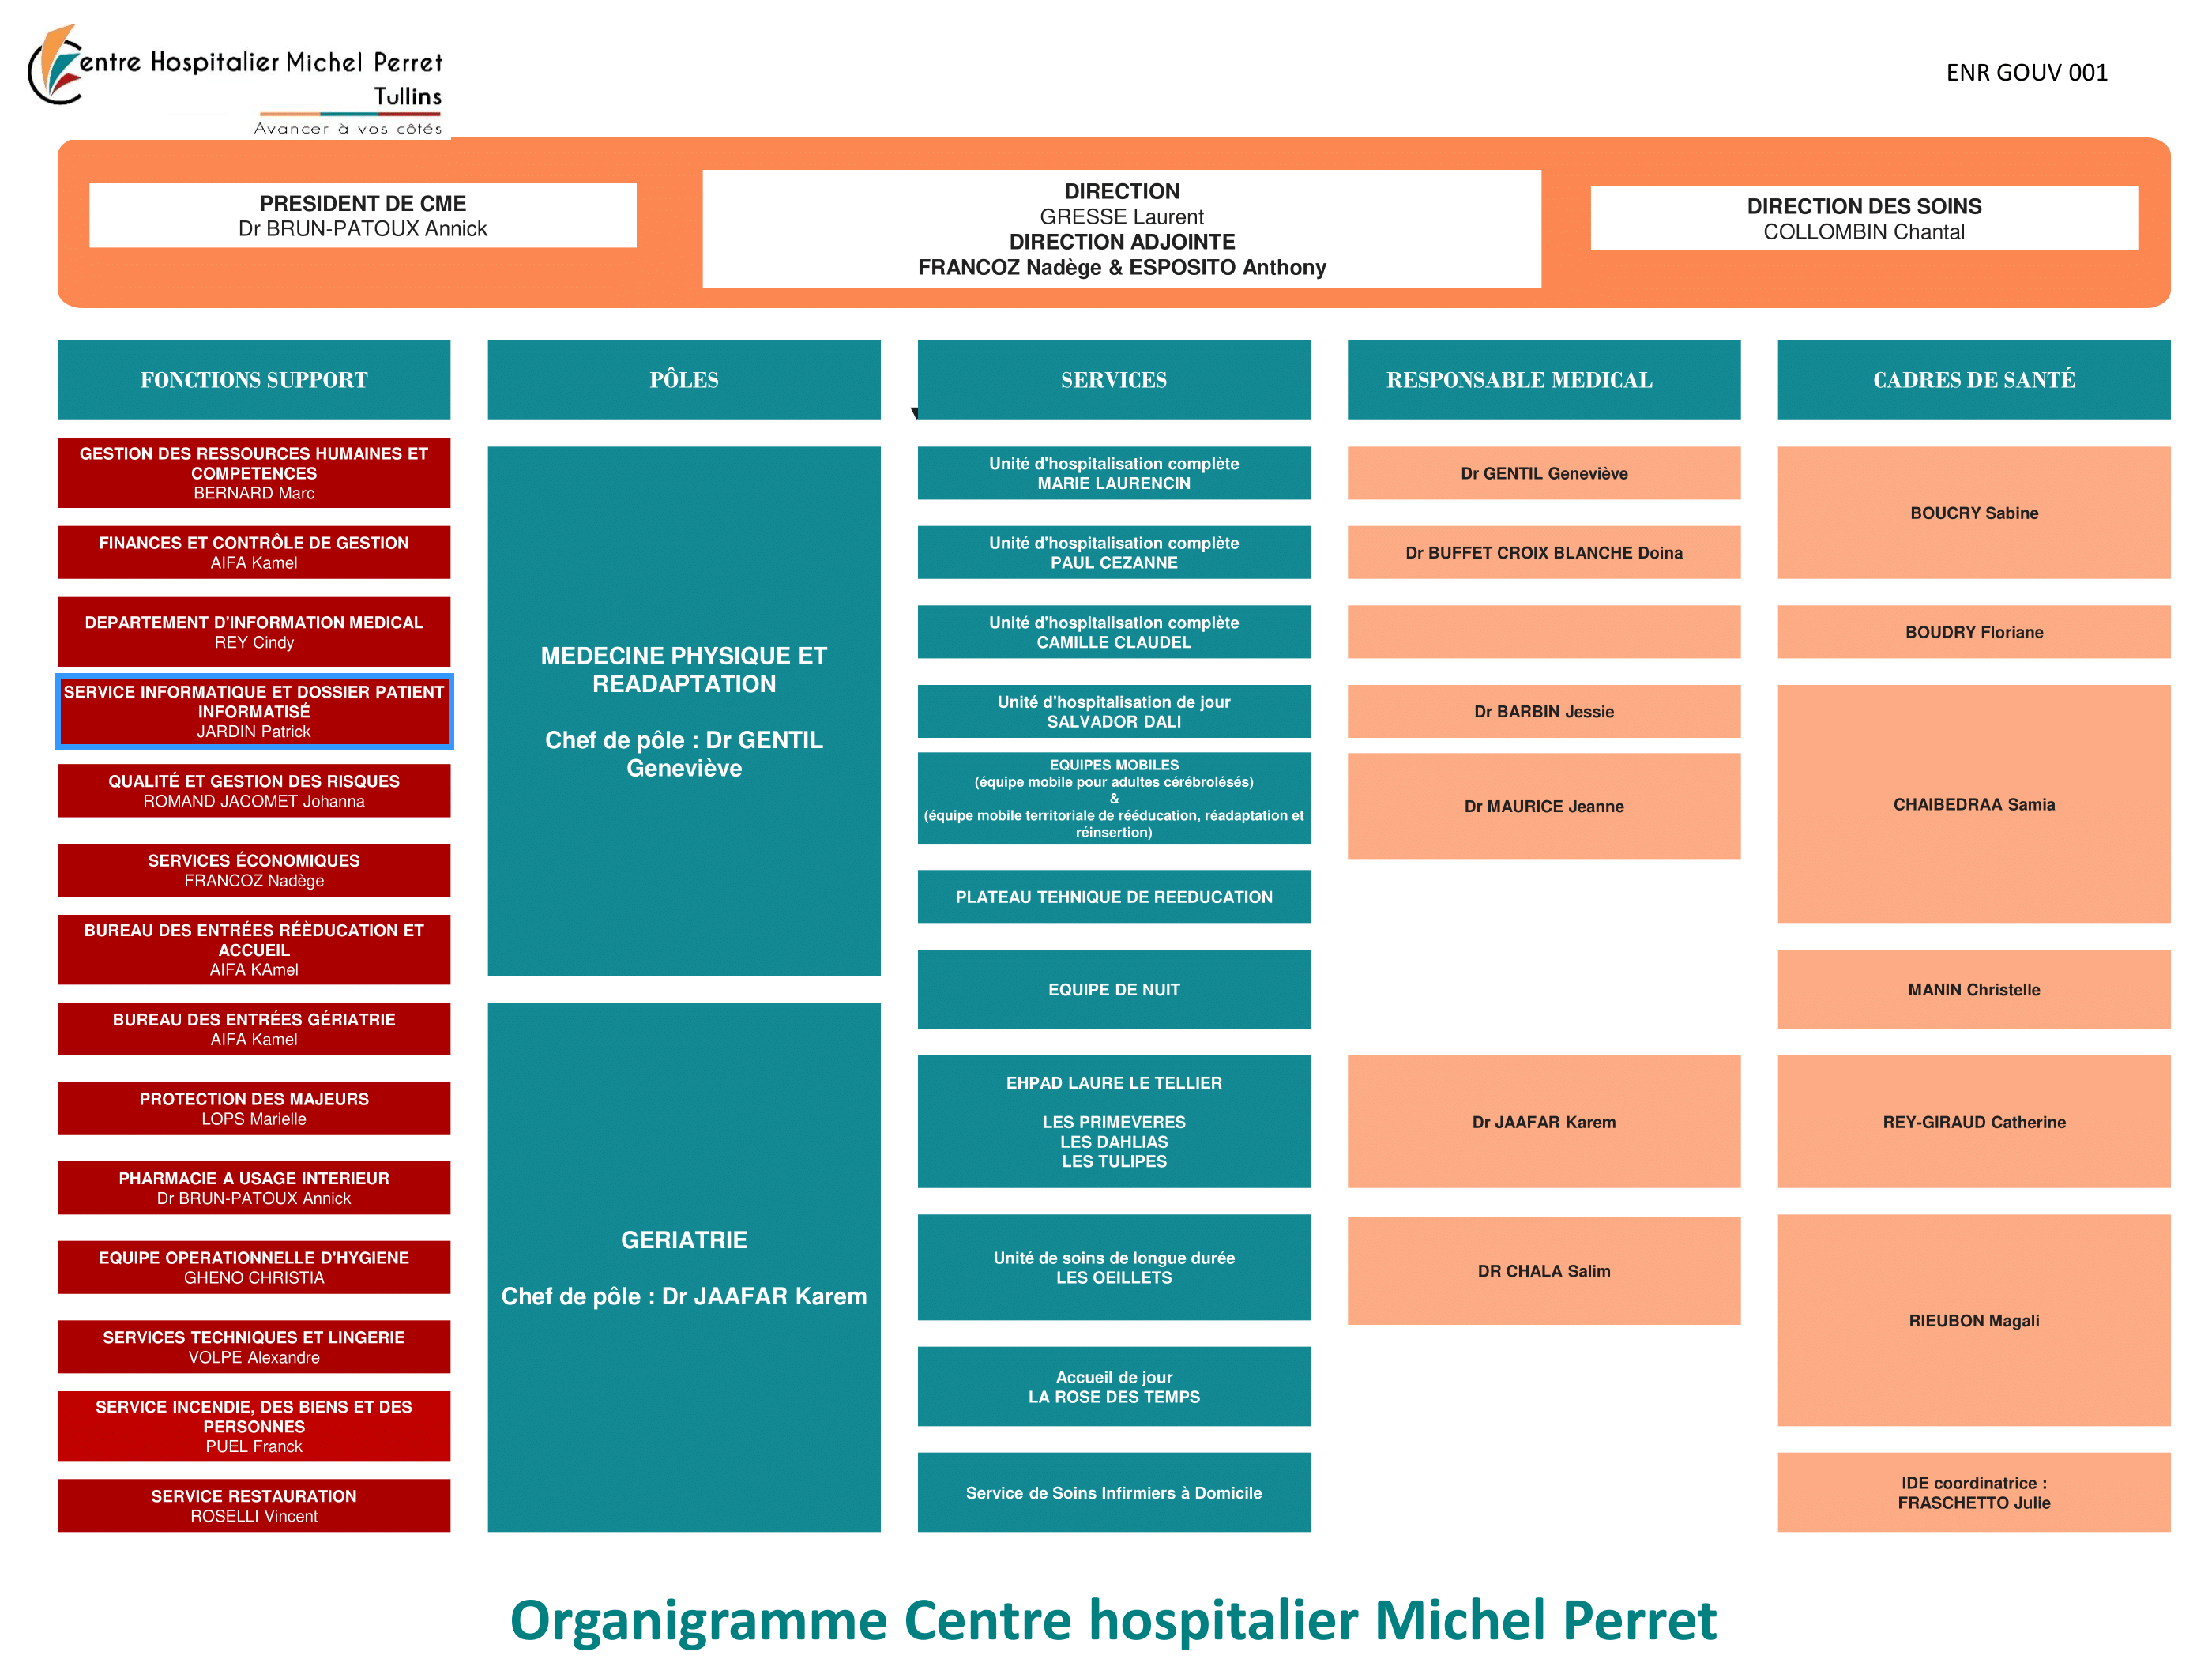 Centre Hospitalier Michel Perret
Tullins
Avancer à vos côtés
ENR GOUV 001
PRESIDENT DE CME
Dr BRUN-PATOUX Annick
DIRECTION
GRESSE Laurent
DIRECTION ADJOINTE
FRANCOZ Nadège & ESPOSITO Anthony
DIRECTION DES SOINS
COLLOMBIN Chantal
FONCTIONS SUPPORT
GESTION DES RESSOURCES HUMAINES ET
COMPETENCES
BERNARD Marc
FINANCES ET CONTRÔLE DE GESTION
AIFA Kamel
DEPARTEMENT D'INFORMATION MEDICAL
REY Cindy
SERVICE INFORMATIQUE ET DOSSIER PATIENT
INFORMATISÉ
JARDIN Patrick
QUALITÉ ET GESTION DES RISQUES
ROMAND JACOMET Johanna
SERVICES ÉCONOMIQUES
FRANCOZ Nadège
BUREAU DES ENTRÉES RÉÈDUCATION ET
ACCUEIL
AIFA KAmel
BUREAU DES ENTRÉES GÉRIATRIE
AIFA Kamel
PROTECTION DES MAJEURS
LOPS Marielle
PHARMACIE A USAGE INTERIEUR
Dr BRUN-PATOUX Annick
EQUIPE OPERATIONNELLE D'HYGIENE
GHENO CHRISTIA
SERVICES TECHNIQUES ET LINGERIE
VOLPE Alexandre
SERVICE INCENDIE, DES BIENS ET DES
PERSONNES
PUEL Franck
SERVICE RESTAURATION
ROSELLI Vincent
PÔLES
MEDECINE PHYSIQUE ET
READAPTATION
Chef de pôle : Dr GENTIL
Geneviève
GERIATRIE
Chef de pôle : Dr JAAFAR Karem
SERVICES
Unité d'hospitalisation complète
MARIE LAURENCIN
Unité d'hospitalisation complète
PAUL CEZANNE
Unité d'hospitalisation complète
CAMILLE CLAUDEL
Unité d'hospitalisation de jour
SALVADOR DALI
EQUIPES MOBILES
(équipe mobile pour adultes cérébrolésés)
&
(équipe mobile territoriale de rééducation, réadaptation et
réinsertion)
PLATEAU TEHNIQUE DE REEDUCATION
EQUIPE DE NUIT
EHPAD LAURE LE TELLIER
LES PRIMEVERES
LES DAHLIAS
LES TULIPES
Unité de soins de longue durée
LES OEILLETS
Accueil de jour
LA ROSE DES TEMPS
Service de Soins Infirmiers à Domicile
RESPONSABLE MEDICAL
Dr GENTIL Geneviève
Dr BUFFET CROIX BLANCHE Doina
Dr BARBIN Jessie
Dr MAURICE Jeanne
Dr JAAFAR Karem
DR CHALA Salim
CADRES DE SANTÉ
BOUCRY Sabine
BOUDRY Floriane
CHAIBEDRAA Samia
MANIN Christelle
REY-GIRAUD Catherine
RIEUBON Magali
IDE coordinatrice :
FRASCHETTO Julie
Organigramme Centre hospitalier Michel Perret